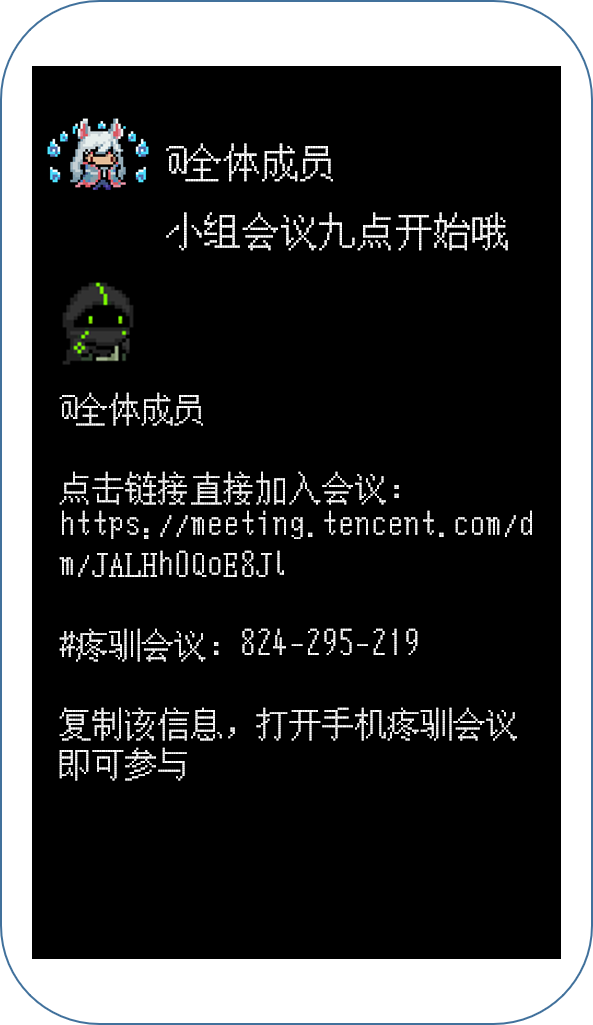 @全体成员
小组会议九点开始哦
@全体成员
点击链接直接加入会议：
https://meeting.tencent.com/d
m/JALHhOQoE8Jl
#疼驯会议：824-295-219
复制该信息，打开手机疼驯会议
即可参与